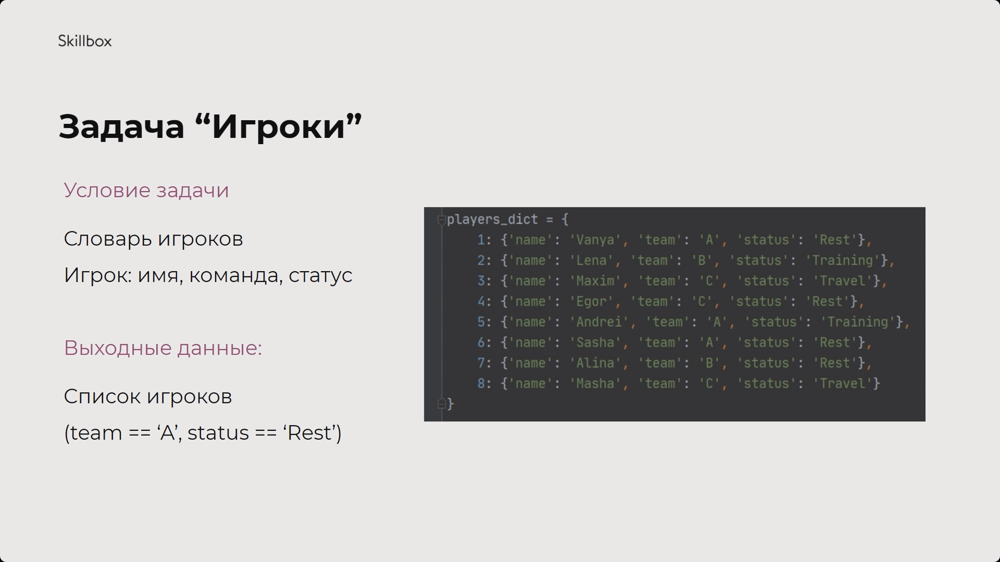 Skillbox
Задача “Игроки”
Условие задачи
Словарь игроков
Игрок: имя, команда, статус
Выходные данные:
Список игроков
(team == ‘A’, status == ‘Rest’)
players_dict = {
    1: {'name': 'Vanya', 'team': 'A', 'status': 'Rest'},
    2: {'name': 'Lena', 'team': 'B', 'status': 'Training'},
    3: {'name': 'Maxim', 'team': 'C', 'status': 'Travel'},
    4: {'name': 'Egor', 'team': 'C', 'status': 'Rest'},
    5: {'name': 'Andrei', 'team': 'A', 'status': 'Training'},
    6: {'name': 'Sasha', 'team': 'A', 'status': 'Rest'},
    7: {'name': 'Alina', 'team': 'B', 'status': 'Rest'},
    8: {'name': 'Masha', 'team': 'C', 'status': 'Travel'}
}